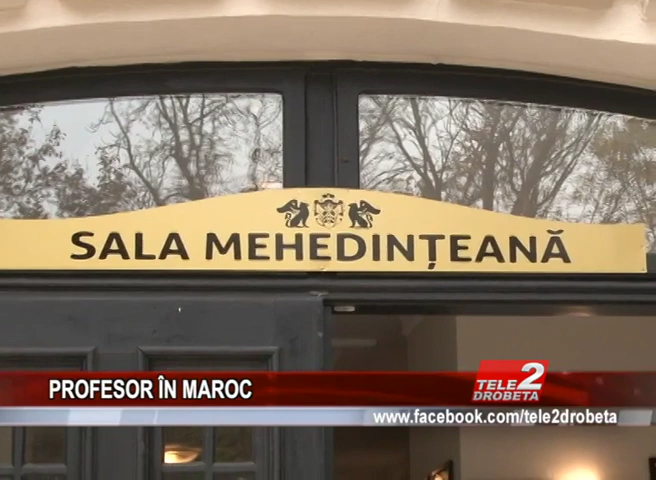 SALA MEHEDINȚEANĂ
PROFESOR ÎN MAROC
TELE 2
DROBETA
www.facebook.com/tele2drobeta